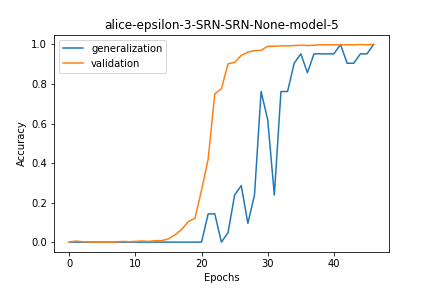 alice-epsilon-3-SRN-SRN-None-model-5
generalization
validation
1.0
0.8
0.6
0.4
0.2
0.0
Accuracy
0
20
30
40
10
Epochs